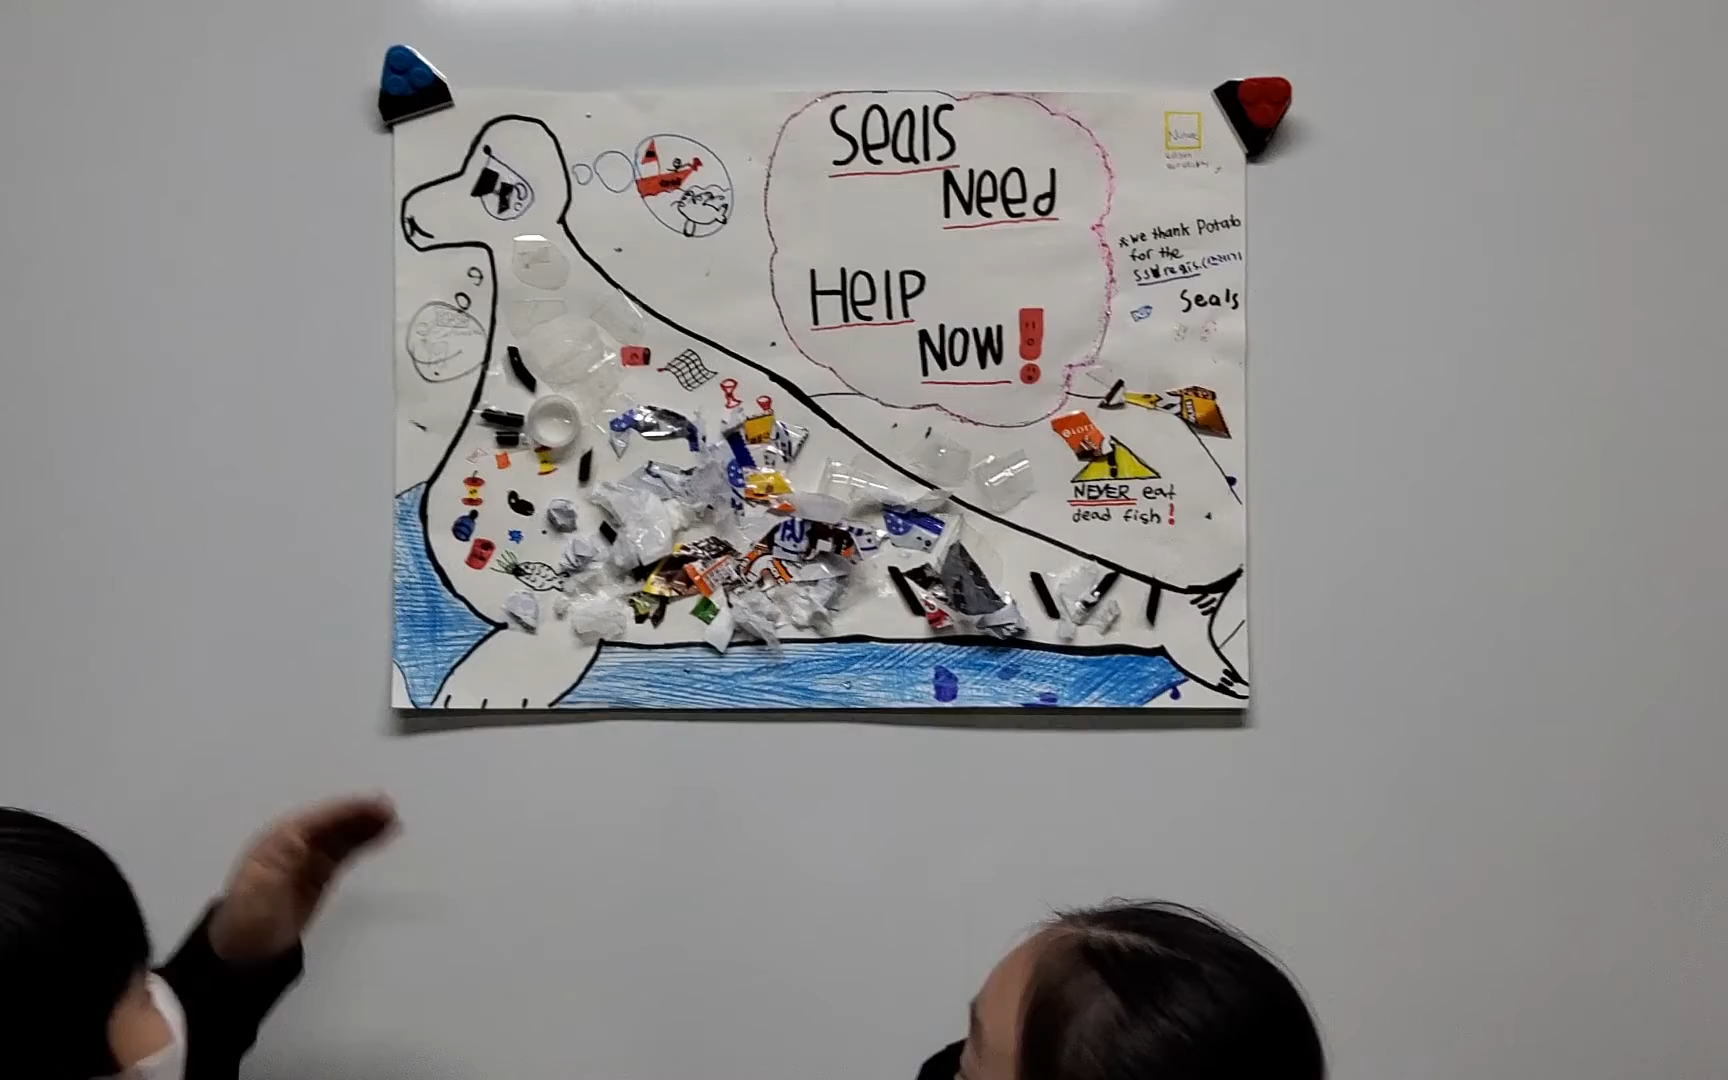 Seals
Need
Help
Now!
*we thank Potato
for the
Seals
NEVER eat
dead fish!